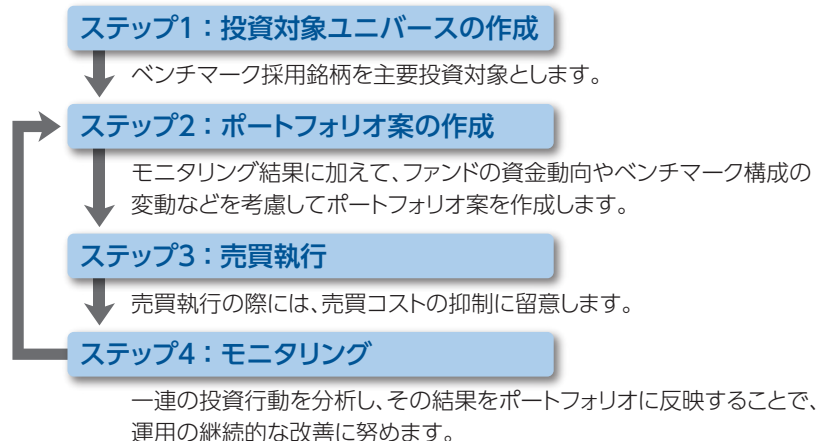 ステップ1：投資対象ユニバースの作成
ベンチマーク採用銘柄を主要投資対象とします。
ステップ2：ポートフォリオ案の作成
モニタリング結果に加えて、ファンドの資金動向やベンチマーク構成の
変動などを考慮してポートフォリオ案を作成します。
ステップ3：売買執行
売買執行の際には、売買コストの抑制に留意します。
ステップ4：モニタリング
一連の投資行動を分析し、その結果をポートフォリオに反映することで、
運用の継続的な改善に努めます。